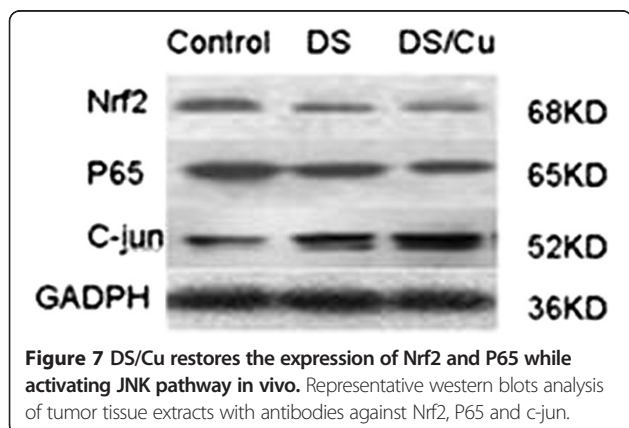 Control DS DS/Cu
Nrf2 68KD
P65 65KD
C-jun 52KD
GADPH 36KD
Figure 7 DS/Cu restores the expression of Nrf2 and P65 while
activating JNK pathway in vivo. Representative western blots analysis
of tumor tissue extracts with antibodies against Nrf2, P65 and c-jun.